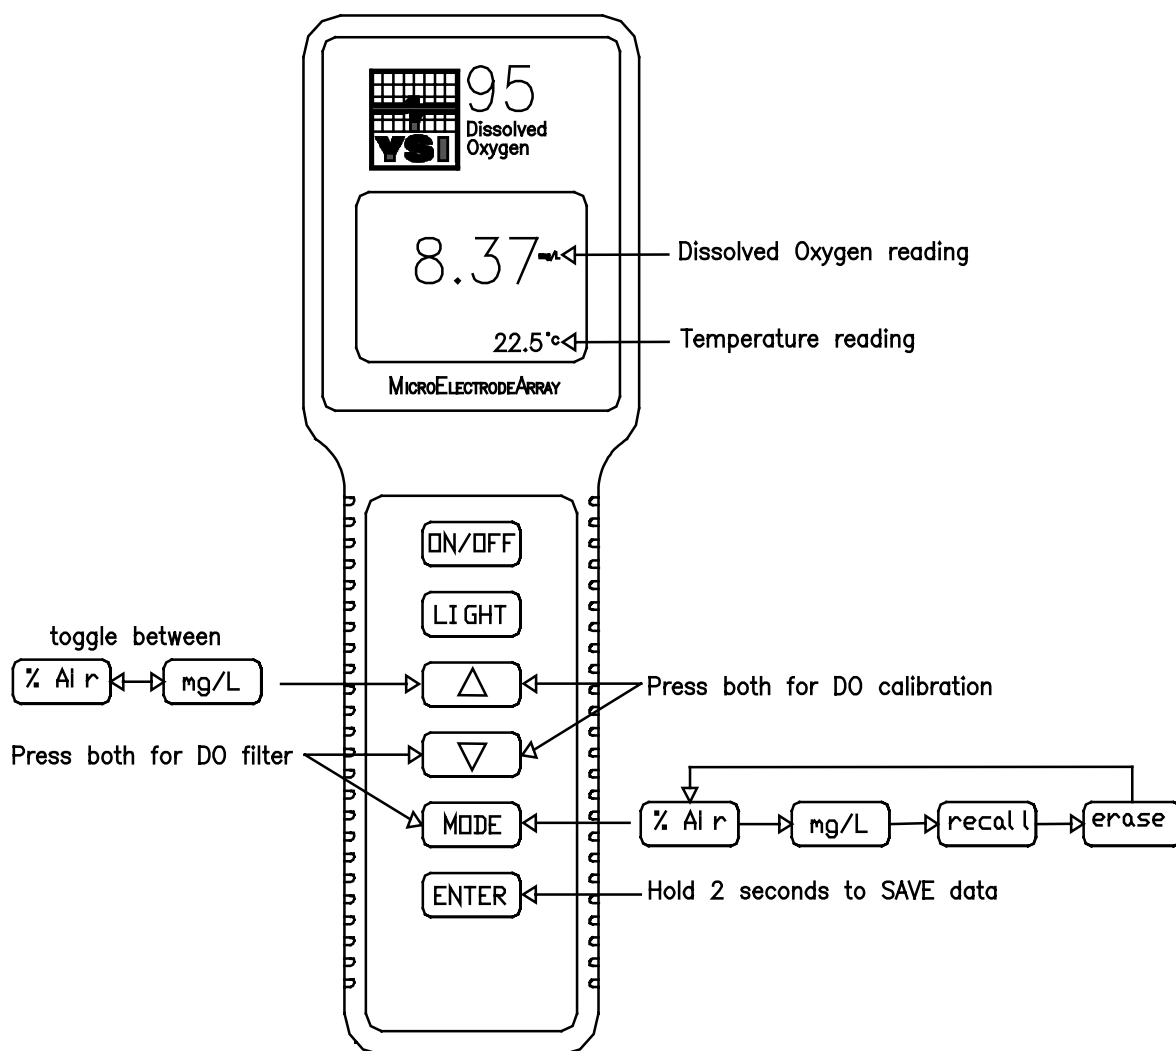 95
Dissolved
Oxygen
YSI
8.37 mg/L
Dissolved Oxygen reading
22.5°C
Temperature reading
MICROELECTRODEARRAY
ON/OFF
LIGHT
toggle between
% AIr
mg/L
Press both for DO calibration
Press both for DO filter
MODE
% AIr
mg/L
recall
erase
ENTER
Hold 2 seconds to SAVE data